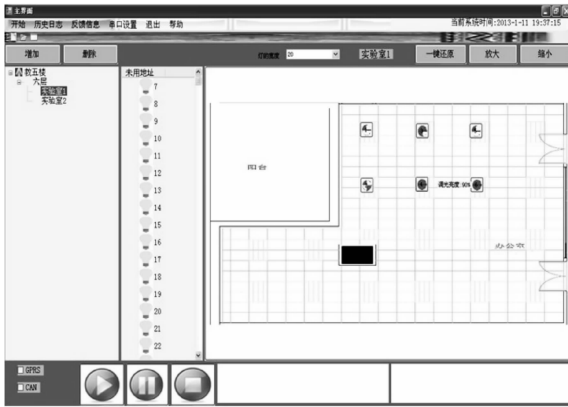 主界面
开始 历史日志 反馈信息 串口设置 退出 帮助
当前系统时间:2013-1-11 19:37:15
增加 删除
20
实验室1
一键还原 放大 缩小
教五楼
六层
实验室1
实验室2
未用地址
7
8
9
10
11
12
13
14
15
16
17
18
19
20
21
22
阳台
调光亮度 90%
GPRS
CAN